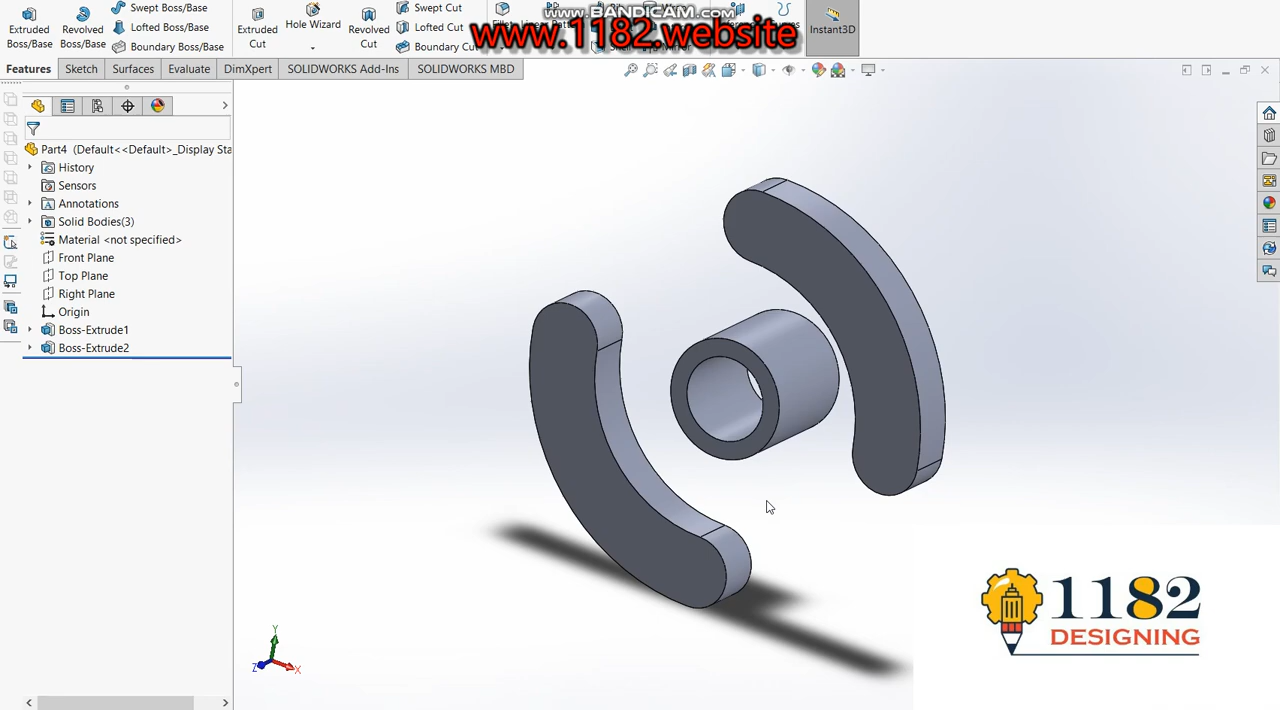 www.BANDICAM.com
www.1182.website
Extruded
Boss/Base
Revolved
Boss/Base
Swept Boss/Base
Lofted Boss/Base
Boundary Boss/Base
Extruded
Cut
Hole Wizard
Revolved
Cut
Swept Cut
Lofted Cut
Boundary Cut
Instant3D
Features
Sketch
Surfaces
Evaluate
DimXpert
SOLIDWORKS Add-Ins
SOLIDWORKS MBD
Part4 (Default<<Default>_Display Sta
History
Sensors
Annotations
Solid Bodies(3)
Material <not specified>
Front Plane
Top Plane
Right Plane
Origin
Boss-Extrude1
Boss-Extrude2
Y
Z
X
1182
DESIGNING